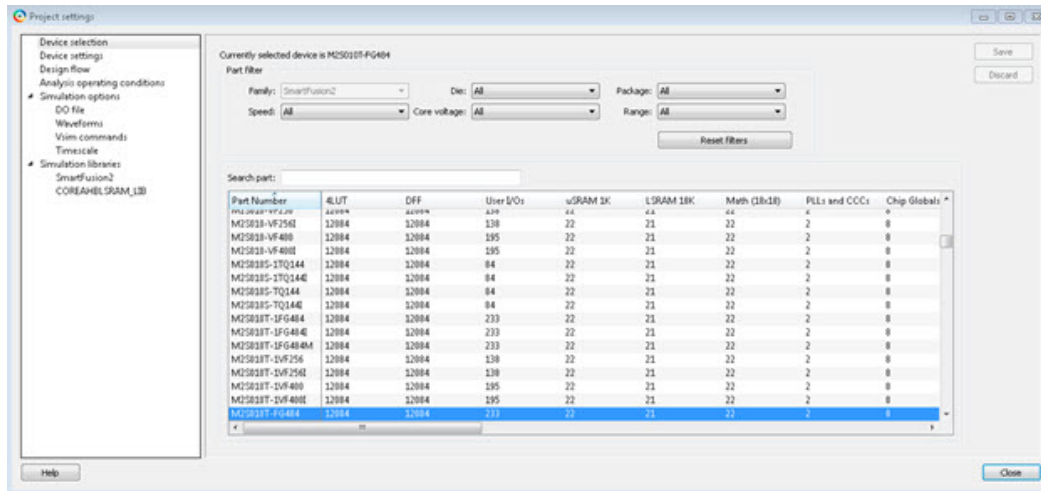 Project settings
Device selection
Device settings
Design flow
Analysis operating conditions
Simulation options
DO file
Waveforms
Vsim commands
Timescale
Simulation libraries
SmartFusion2
COREAHBLSRAM_LIB
Currently selected device is M2S010T-FG484
Save
Discard
Part filter
Family: SmartFusion2 Die: All Package: All
Speed: All Core voltage: All Range: All
Reset filters
Search part:
Part Number 4LUT DFF User I/Os uSRAM 1K LSRAM 18K Math (18x18) PLLs and CCCs Chip Globals
M2S010-VF256I 12084 12084 138 22 21 22 2 8
M2S010-VF400 12084 12084 195 22 21 22 2 8
M2S010-VF400I 12084 12084 195 22 21 22 2 8
M2S010S-1TQ144 12084 12084 84 22 21 22 2 8
M2S010S-1TQ144I 12084 12084 84 22 21 22 2 8
M2S010S-TQ144 12084 12084 84 22 21 22 2 8
M2S010S-TQ144I 12084 12084 84 22 21 22 2 8
M2S010T-1FG484 12084 12084 233 22 21 22 2 8
M2S010T-1FG484I 12084 12084 233 22 21 22 2 8
M2S010T-1FG484M 12084 12084 233 22 21 22 2 8
M2S010T-1VF256 12084 12084 138 22 21 22 2 8
M2S010T-1VF256I 12084 12084 138 22 21 22 2 8
M2S010T-1VF400 12084 12084 195 22 21 22 2 8
M2S010T-1VF400I 12084 12084 195 22 21 22 2 8
M2S010T-FG484 12084 12084 233 22 21 22 2 8
Help
Close